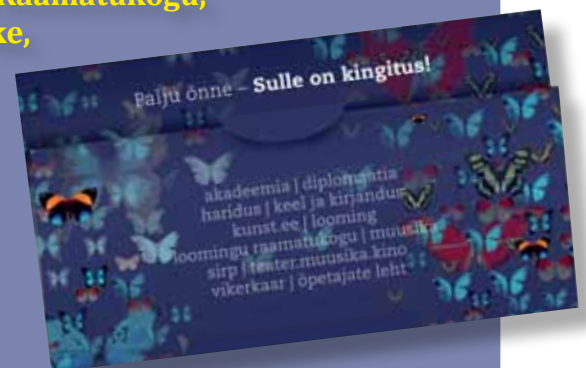 Raamatukogu,
ke,
Palju õnne – Sulle on kingitus!
akadeemia | diplomaatia
haridus | keel ja kirjandus
kunst.ee | looming
loomingu raamatukogu | muusika
sirp | teater.muusika.kino
vikerkaar | õpetajate leht